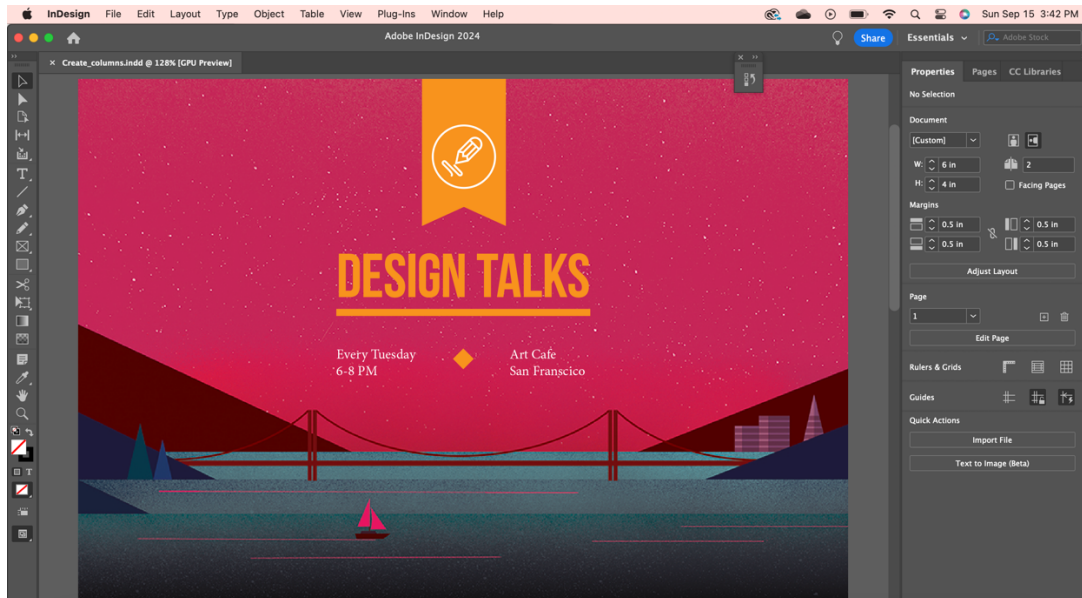 InDesign File Edit Layout Type Object Table View Plug-Ins Window Help Sun Sep 15 3:42 PM
Adobe InDesign 2024 Share Essentials Adobe Stock
× Create_columns.indd @ 128% [GPU Preview]
Properties Pages CC Libraries
No Selection
Document
[Custom]
W: 6 in 2
H: 4 in Facing Pages
Margins
0.5 in 0.5 in
0.5 in 0.5 in
Adjust Layout
Page
1
Edit Page
Rulers & Grids
Guides
Quick Actions
Import File
Text to Image (Beta)
DESIGN TALKS
Every Tuesday
6-8 PM
Art Cafe
San Franscico